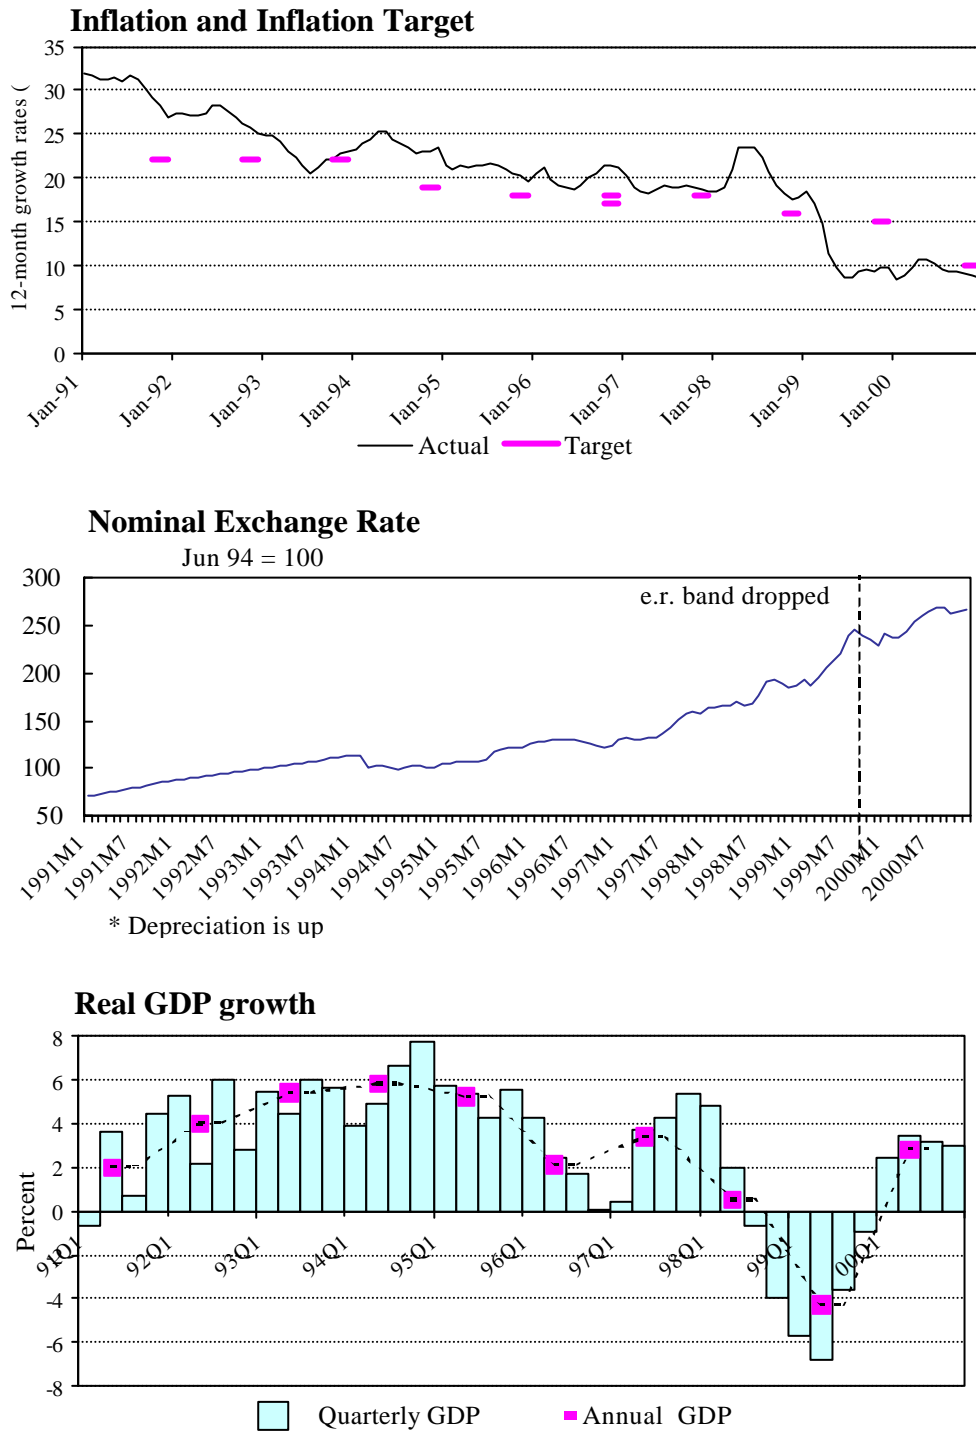 Inflation and Inflation Target
12-month growth rates (
35
30
25
20
15
10
5
0
Jan-91
Jan-92
Jan-93
Jan-94
Jan-95
Jan-96
Jan-97
Jan-98
Jan-99
Jan-00
Actual
Target
Nominal Exchange Rate
Jun 94 = 100
e.r. band dropped
300
250
200
150
100
50
1991M1
1991M7
1992M1
1992M7
1993M1
1993M7
1994M1
1994M7
1995M1
1995M7
1996M1
1996M7
1997M1
1997M7
1998M1
1998M7
1999M1
1999M7
2000M1
2000M7
* Depreciation is up
Real GDP growth
Percent
8
6
4
2
0
-2
-4
-6
-8
91Q1
92Q1
93Q1
94Q1
95Q1
96Q1
97Q1
98Q1
99Q1
00Q1
Quarterly GDP
Annual GDP